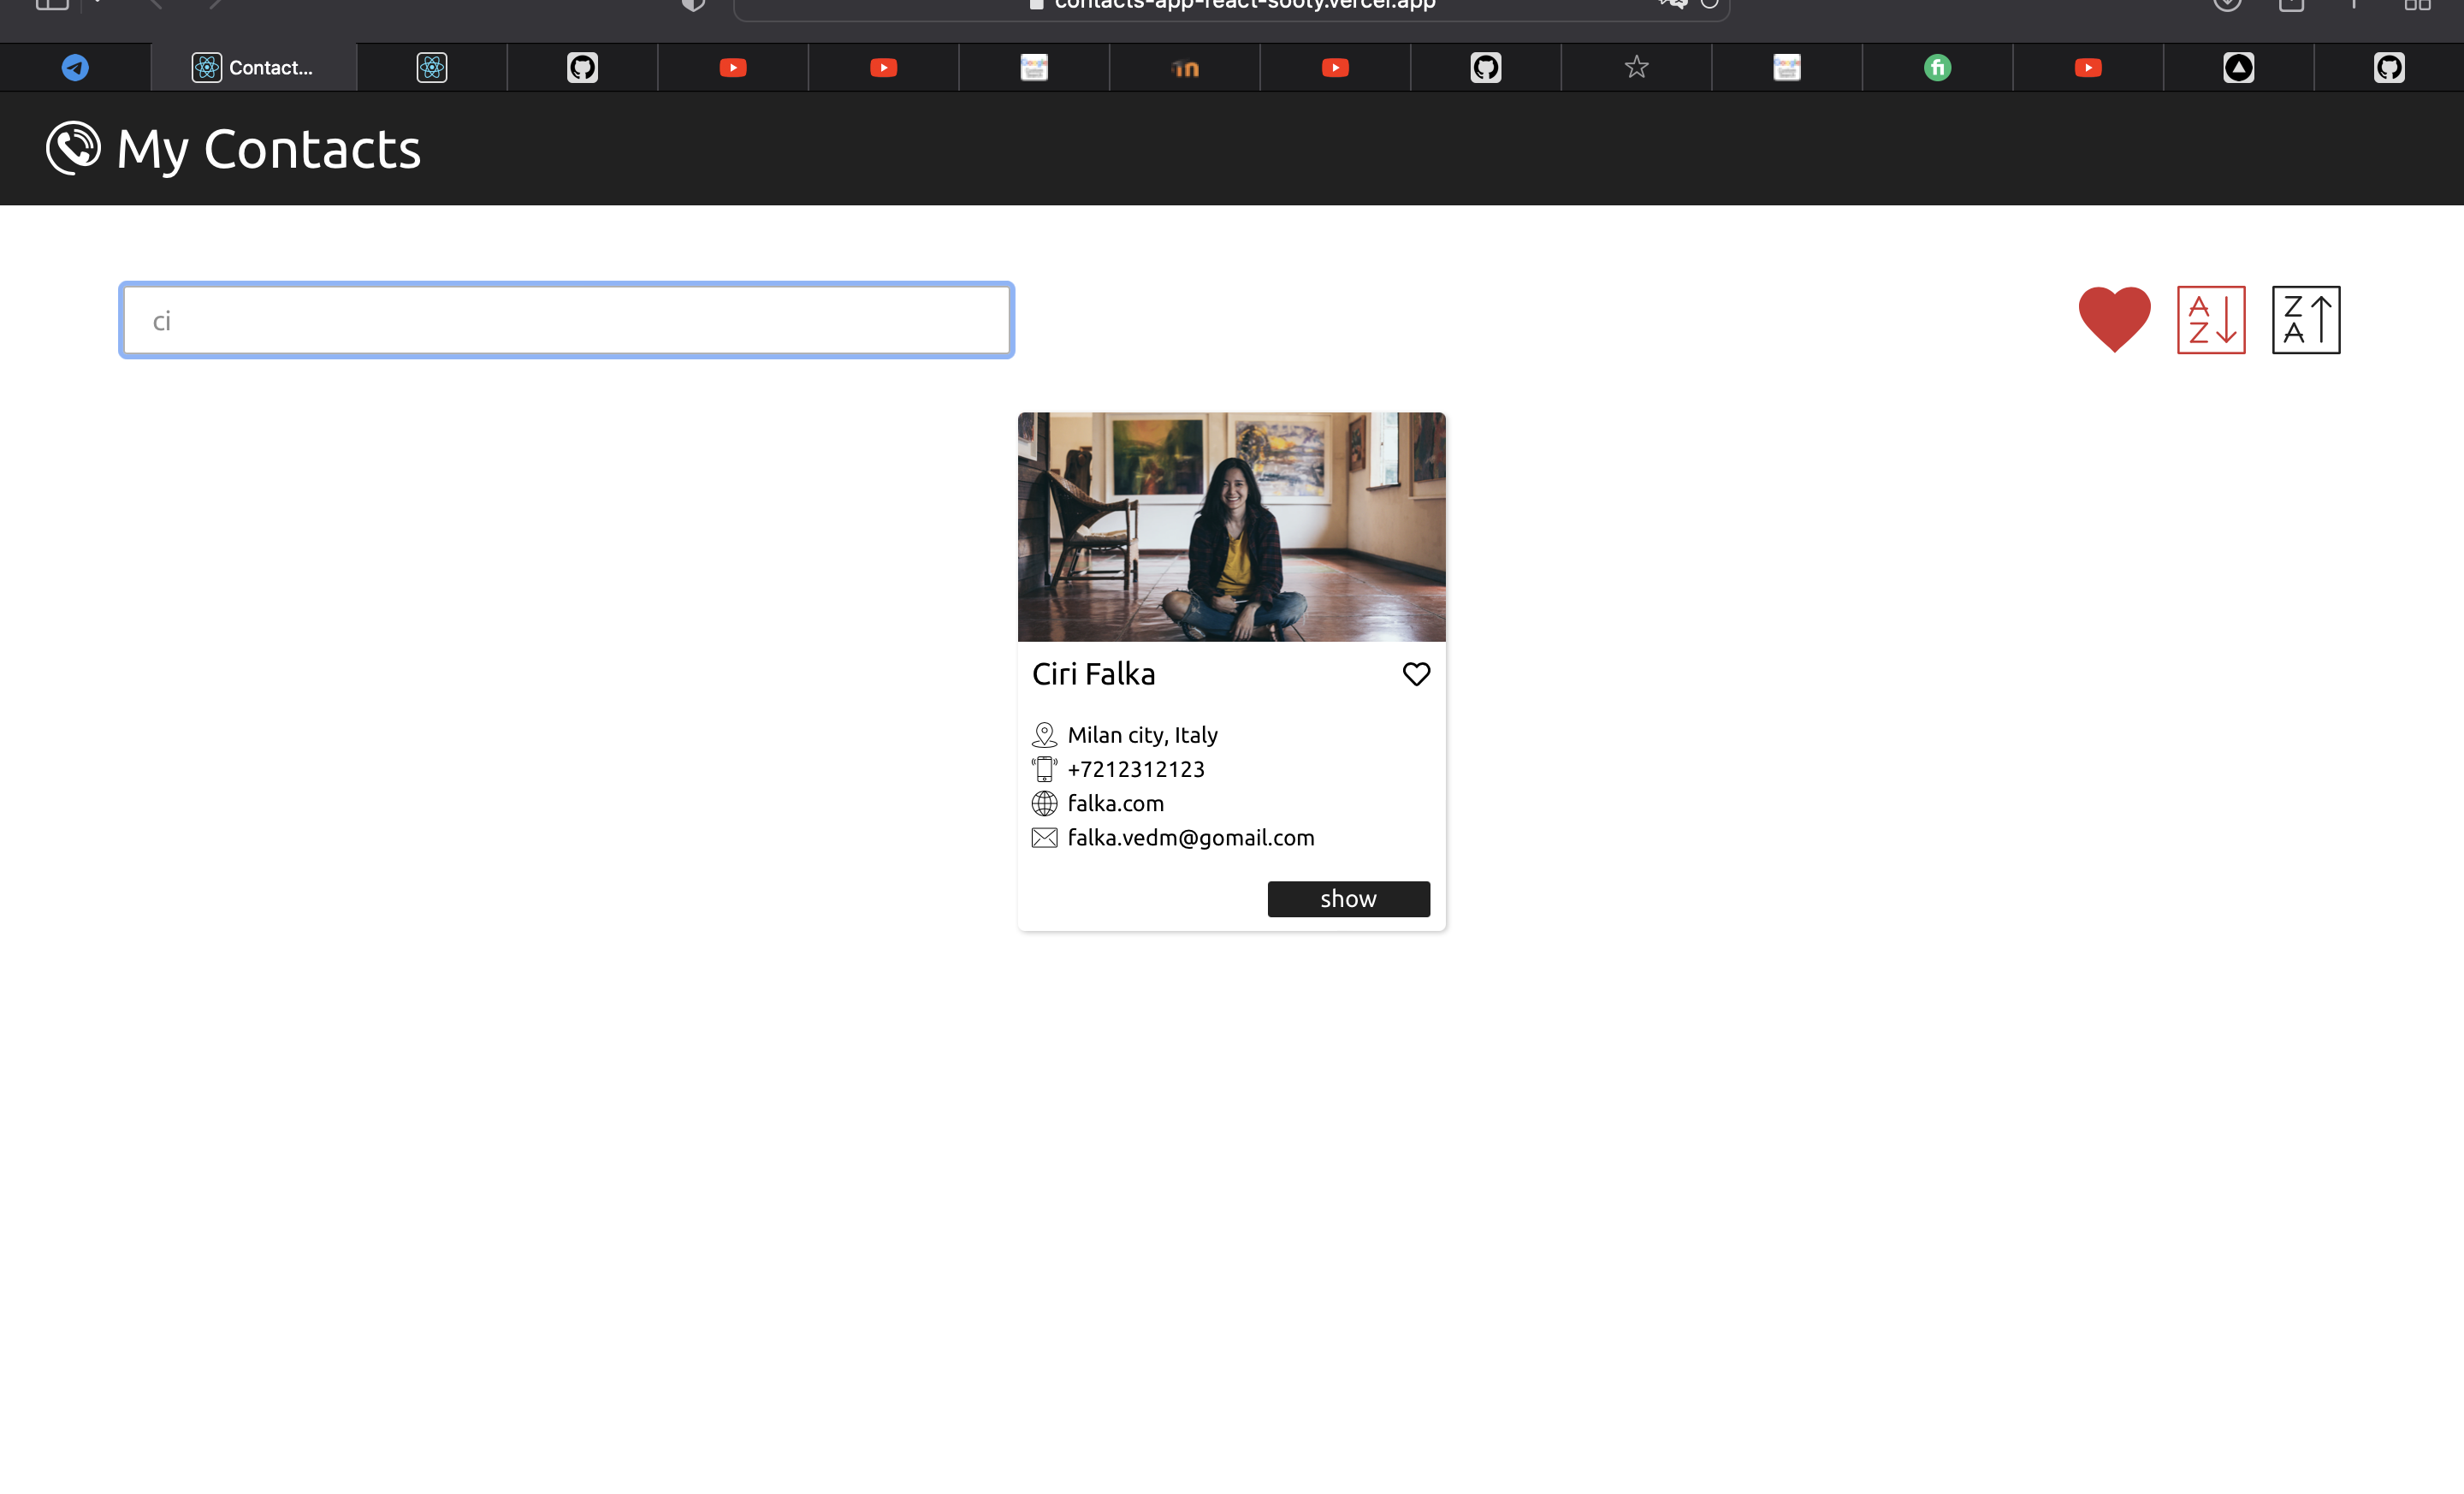 contacts-app-react-sooty.vercel.app
Contact...
My Contacts
ci
A
Z
Z
A
Ciri Falka
Milan city, Italy
+7212312123
falka.com
falka.vedm@gomail.com
show